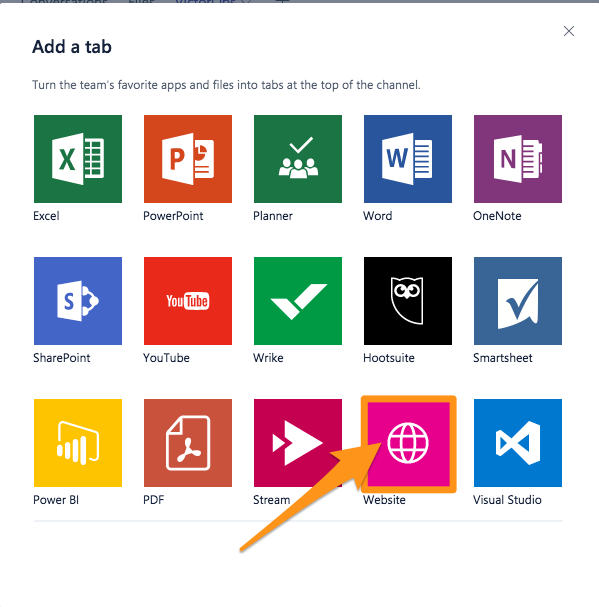 Add a tab
Turn the team's favorite apps and files into tabs at the top of the channel.
X
P
W
N
Excel
PowerPoint
Planner
Word
OneNote
S
YouTube
SharePoint
YouTube
Wrike
Hootsuite
Smartsheet
Power BI
PDF
Stream
Website
Visual Studio